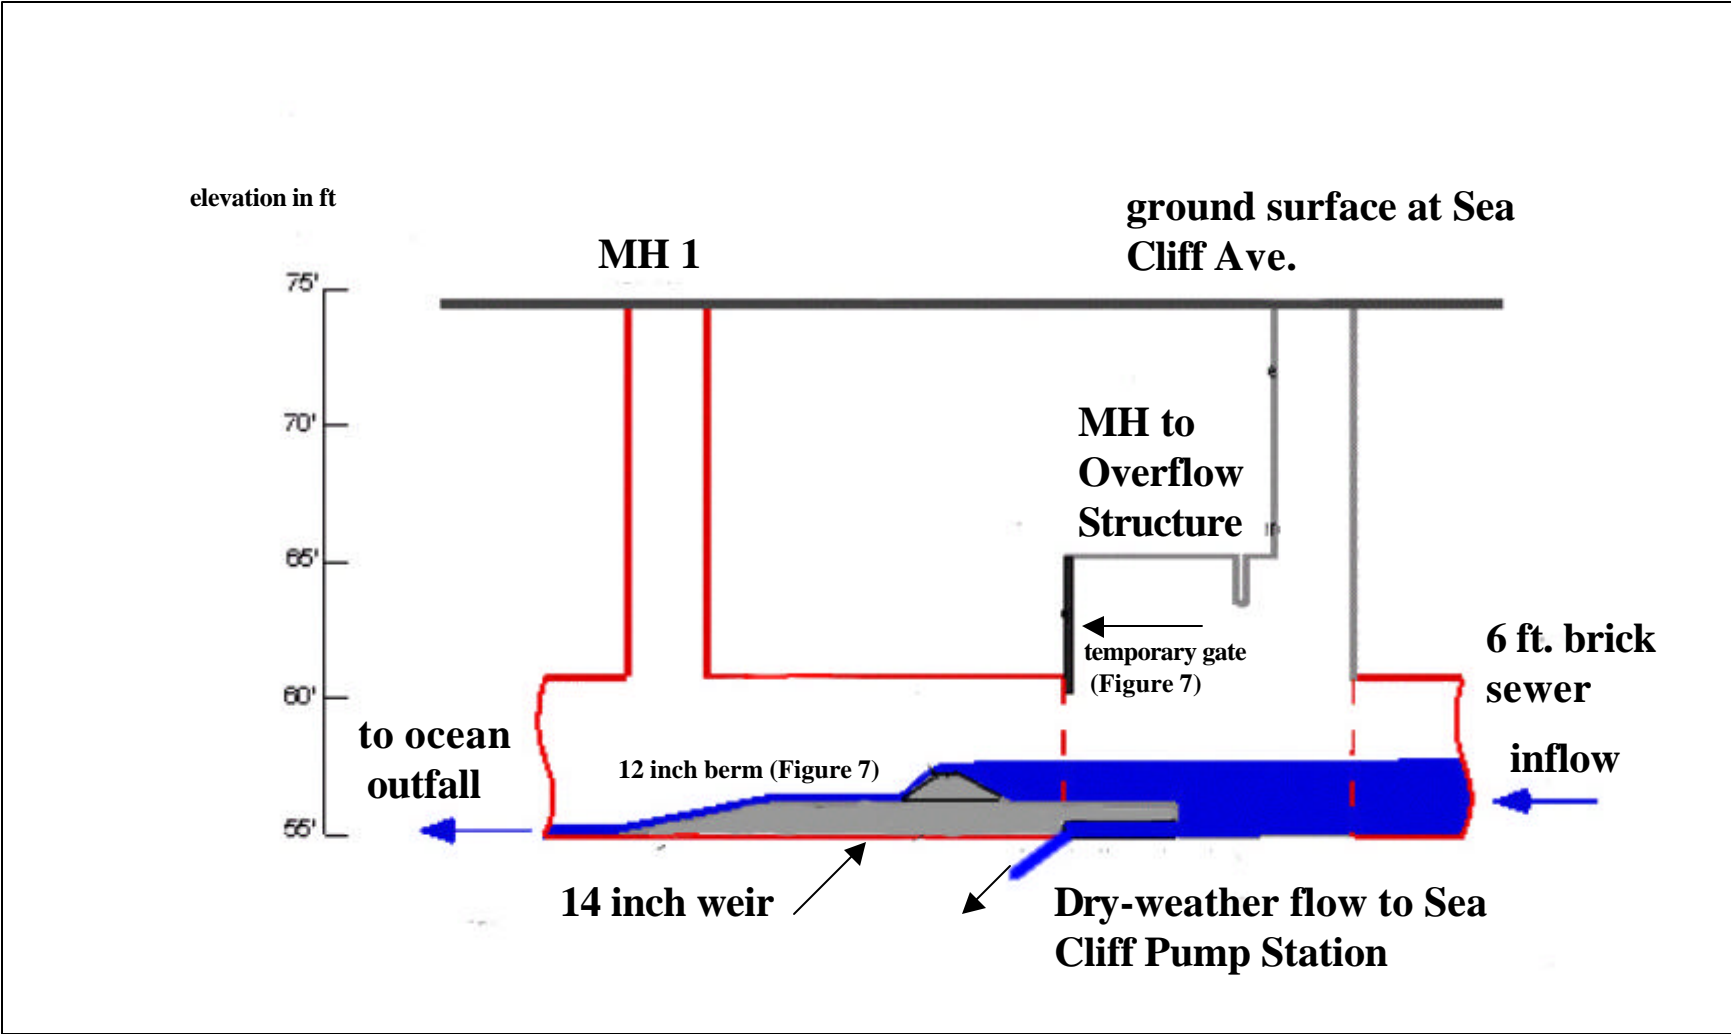 elevation in ft
ground surface at Sea
Cliff Ave.
MH 1
75'
70'
MH to
Overflow
Structure
65'
temporary gate
(Figure 7)
6 ft. brick
sewer
60'
to ocean
outfall
12 inch berm (Figure 7)
inflow
55'
14 inch weir
Dry-weather flow to Sea
Cliff Pump Station